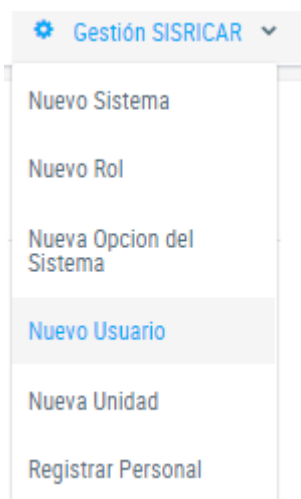 Gestión SISRICAR
Nuevo Sistema
Nuevo Rol
Nueva Opcion del
Sistema
Nuevo Usuario
Nueva Unidad
Registrar Personal